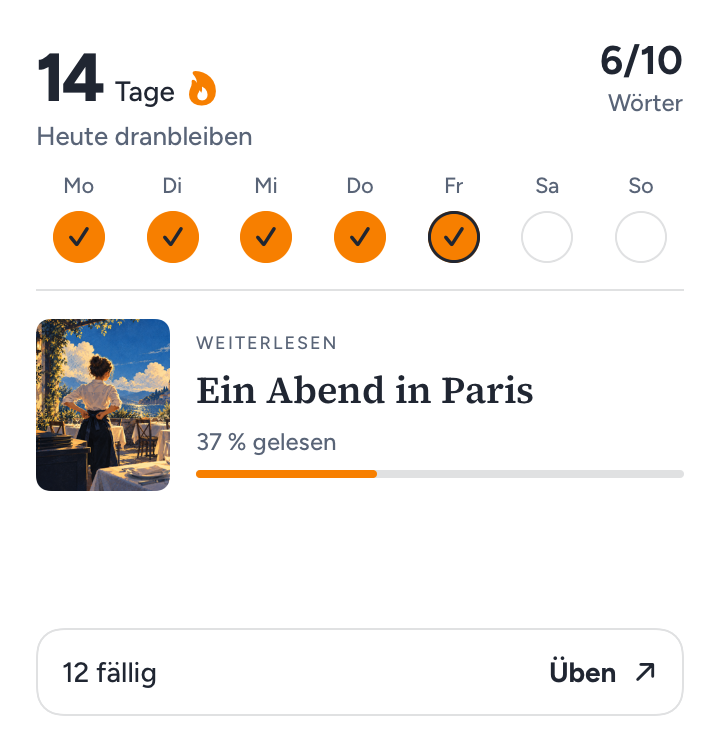 14 Tage
Heute dranbleiben
6/10
Wörter
Mo Di Mi Do Fr Sa So
WEITERLESEN
Ein Abend in Paris
37 % gelesen
12 fällig
Üben